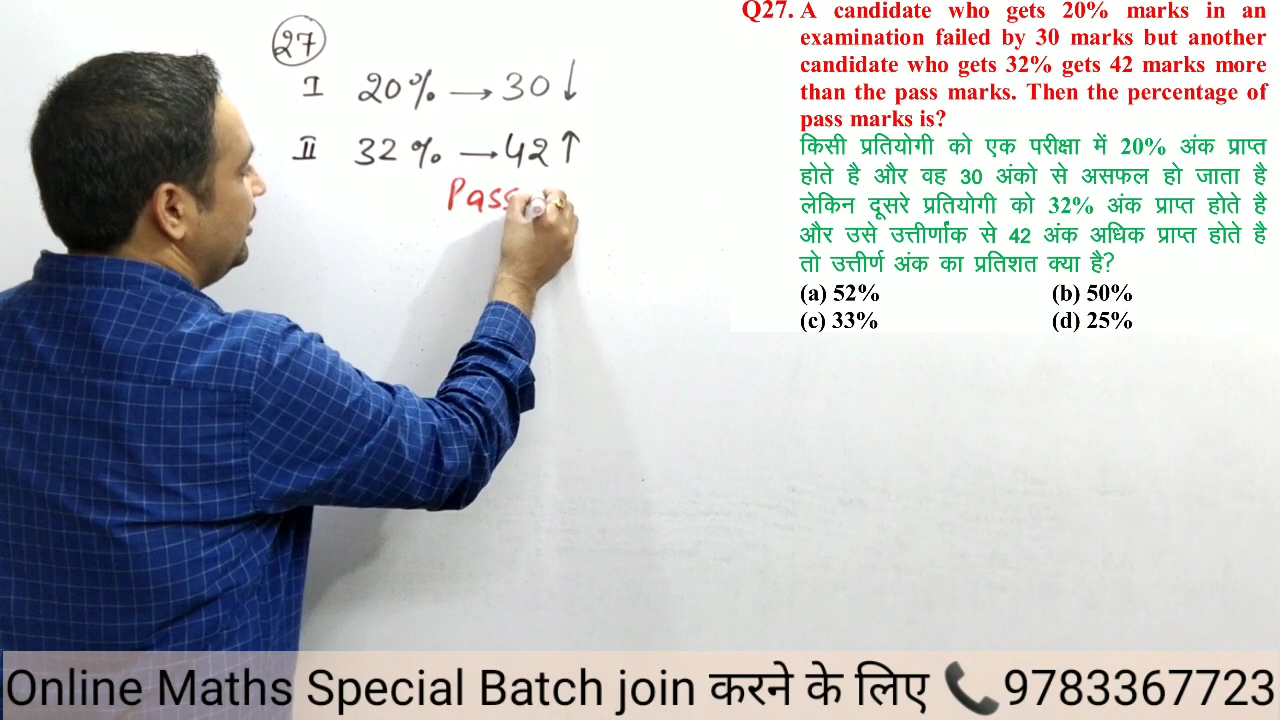 27
I 20% → 30 ↓
II 32% → 42 ↑
Pass
Q27. A candidate who gets 20% marks in an
examination failed by 30 marks but another
candidate who gets 32% gets 42 marks more
than the pass marks. Then the percentage of
pass marks is?
किसी प्रतियोगी को एक परीक्षा में 20% अंक प्राप्त
होते है और वह 30 अंको से असफल हो जाता है
लेकिन दूसरे प्रतियोगी को 32% अंक प्राप्त होते है
और उसे उत्तीर्णांक से 42 अंक अधिक प्राप्त होते है
तो उत्तीर्ण अंक का प्रतिशत क्या है?
(a) 52% (b) 50%
(c) 33% (d) 25%
Online Maths Special Batch join करने के लिए 📞9783367723